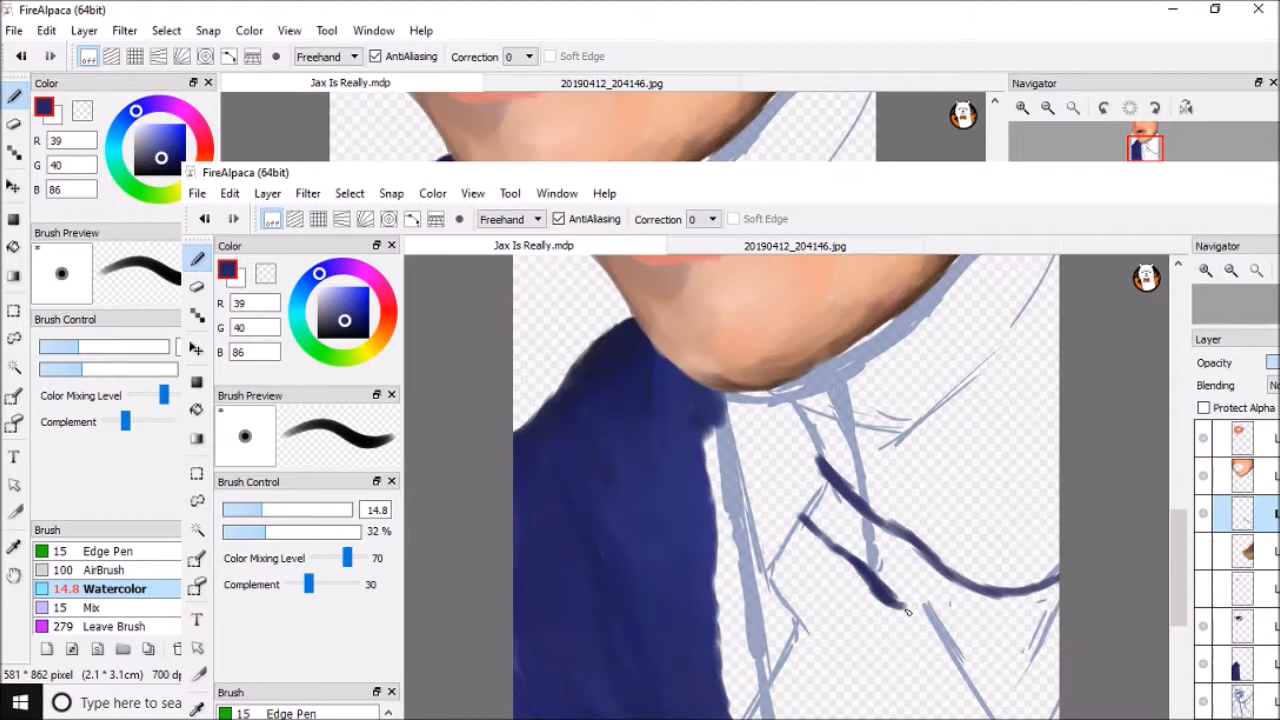 FireAlpaca (64bit)
File Edit Layer Filter Select Snap Color View Tool Window Help
off Freehand AntiAliasing Correction 0 Soft Edge
Color Jax Is Really.mdp 20190412_204146.jpg Navigator
R 39
G 40
B 86
Brush Preview
*
Brush Control
Color Mixing Level
Complement
Brush
15 Edge Pen
100 AirBrush
14.8 Watercolor
15 Mix
279 Leave Brush
581 * 862 pixel (2.1 * 3.1cm) 700 dp
Type here to sea
FireAlpaca (64bit)
File Edit Layer Filter Select Snap Color View Tool Window Help
off Freehand AntiAliasing Correction 0 Soft Edge
Color Jax Is Really.mdp 20190412_204146.jpg Navigator
R 39
G 40
B 86
Brush Preview
*
Brush Control
14.8
32 %
Color Mixing Level 70
Complement 30
Brush
15 Edge Pen
Layer
Opacity
Blending No
Protect Alpha